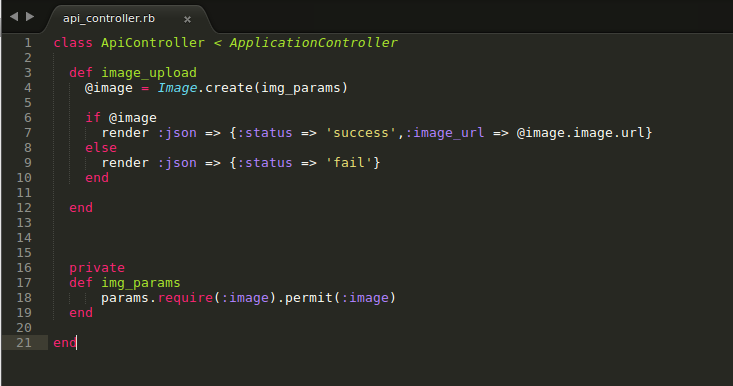 api_controller.rb ×
1 class ApiController < ApplicationController
2
3   def image_upload
4     @image = Image.create(img_params)
5
6     if @image
7       render :json => {:status => 'success',:image_url => @image.image.url}
8     else
9       render :json => {:status => 'fail'}
10     end
11
12   end
13
14
15
16   private
17   def img_params
18       params.require(:image).permit(:image)
19   end
20
21 end